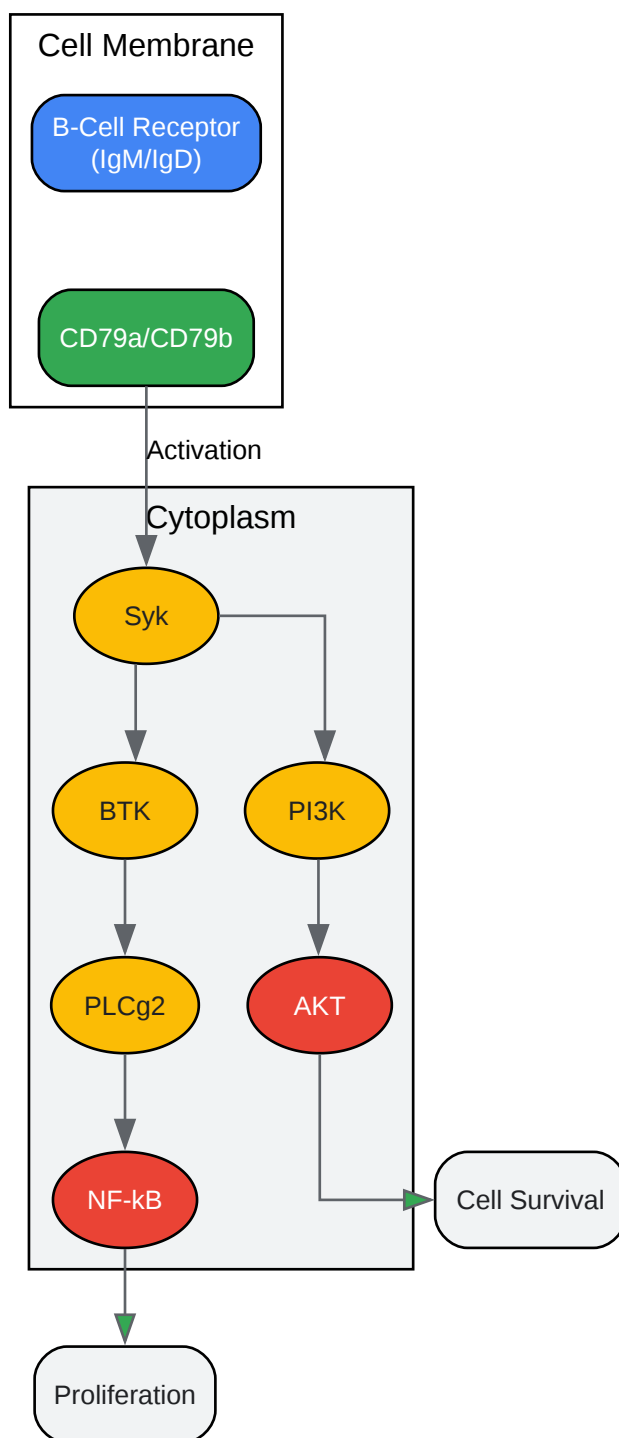 Cell Membrane
B-Cell Receptor
(IgM/IgD)
CD79a/CD79b
Activation
Cytoplasm
Syk
BTK
PI3K
PLCg2
AKT
NF-kB
Cell Survival
Proliferation